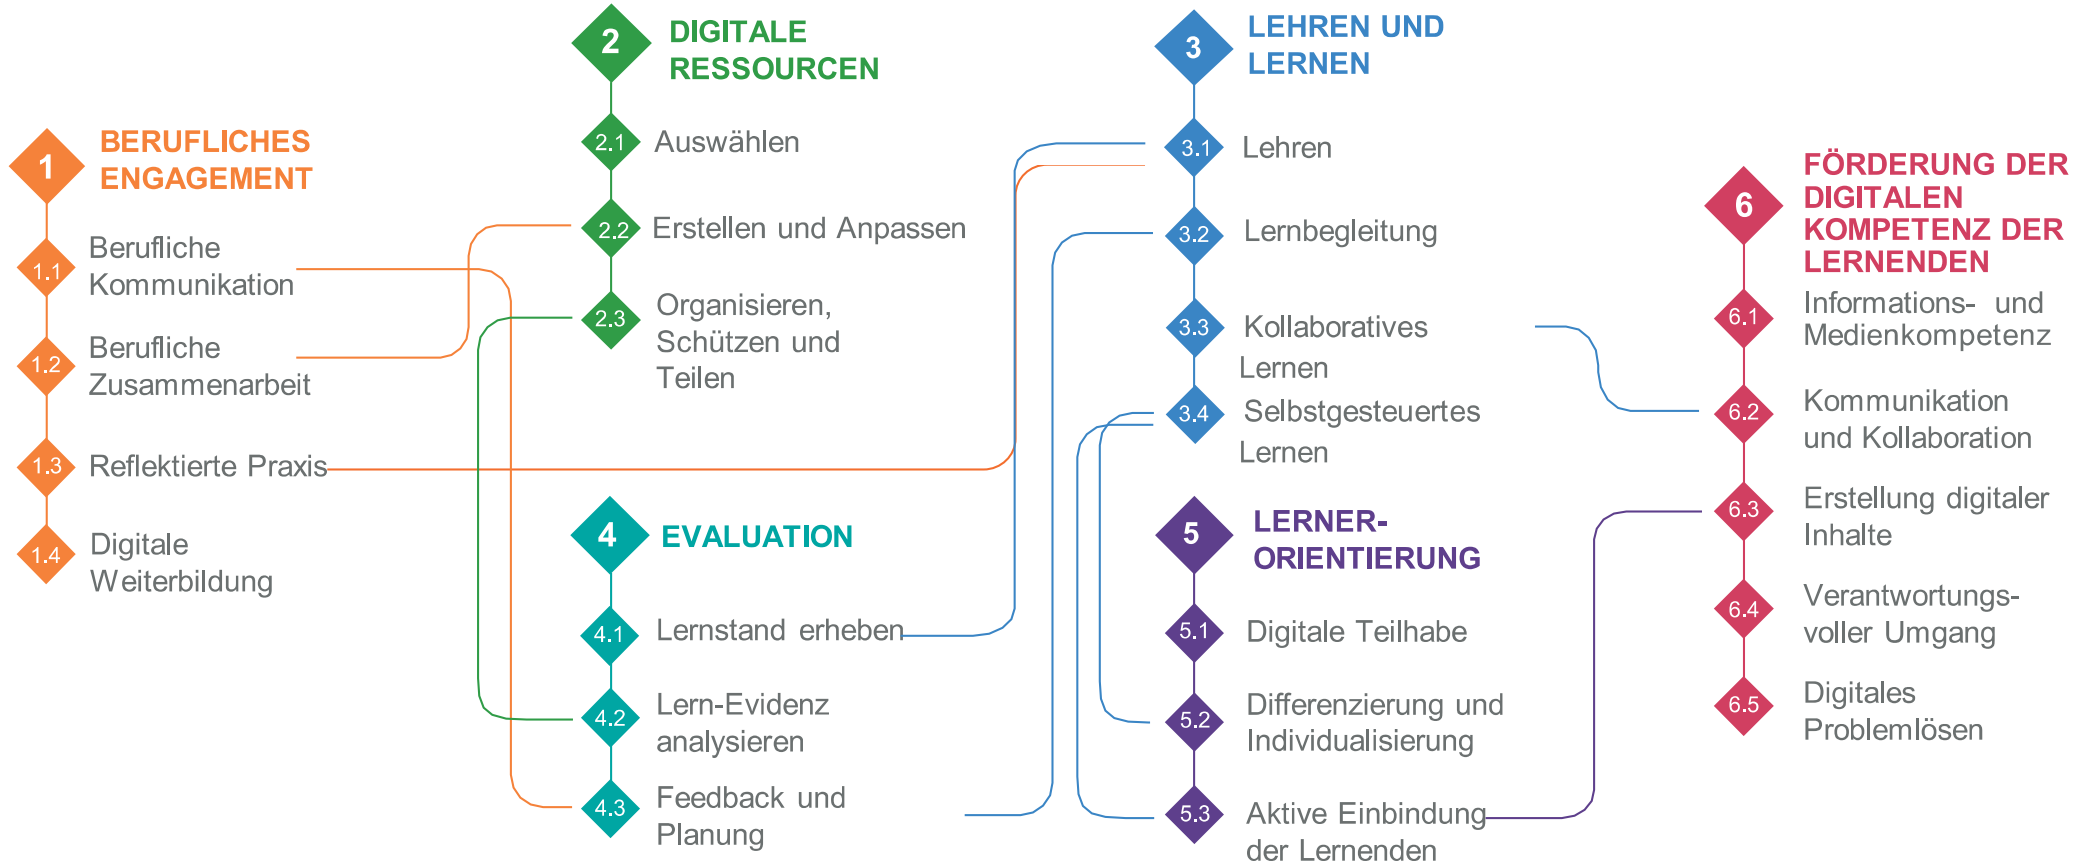 1
BERUFLICHES
ENGAGEMENT
1.1
Berufliche
Kommunikation
1.2
Berufliche
Zusammenarbeit
1.3
Reflektierte Praxis
1.4
Digitale
Weiterbildung
2
DIGITALE
RESSOURCEN
2.1
Auswählen
2.2
Erstellen und Anpassen
2.3
Organisieren,
Schützen und
Teilen
3
LEHREN UND
LERNEN
3.1
Lehren
3.2
Lernbegleitung
3.3
Kollaboratives
Lernen
3.4
Selbstgesteuertes
Lernen
4
EVALUATION
4.1
Lernstand erheben
4.2
Lern-Evidenz
analysieren
4.3
Feedback und
Planung
5
LERNER-
ORIENTIERUNG
5.1
Digitale Teilhabe
5.2
Differenzierung und
Individualisierung
5.3
Aktive Einbindung
der Lernenden
6
FÖRDERUNG DER
DIGITALEN
KOMPETENZ DER
LERNENDEN
6.1
Informations- und
Medienkompetenz
6.2
Kommunikation
und Kollaboration
6.3
Erstellung digitaler
Inhalte
6.4
Verantwortungs-
voller Umgang
6.5
Digitales
Problemlösen